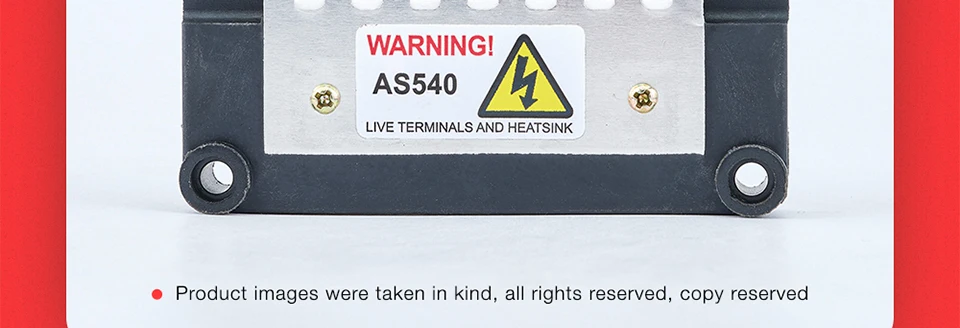 WARNING!
AS540
LIVE TERMINALS AND HEATSINK
Product images were taken in kind, all rights reserved, copy reserved